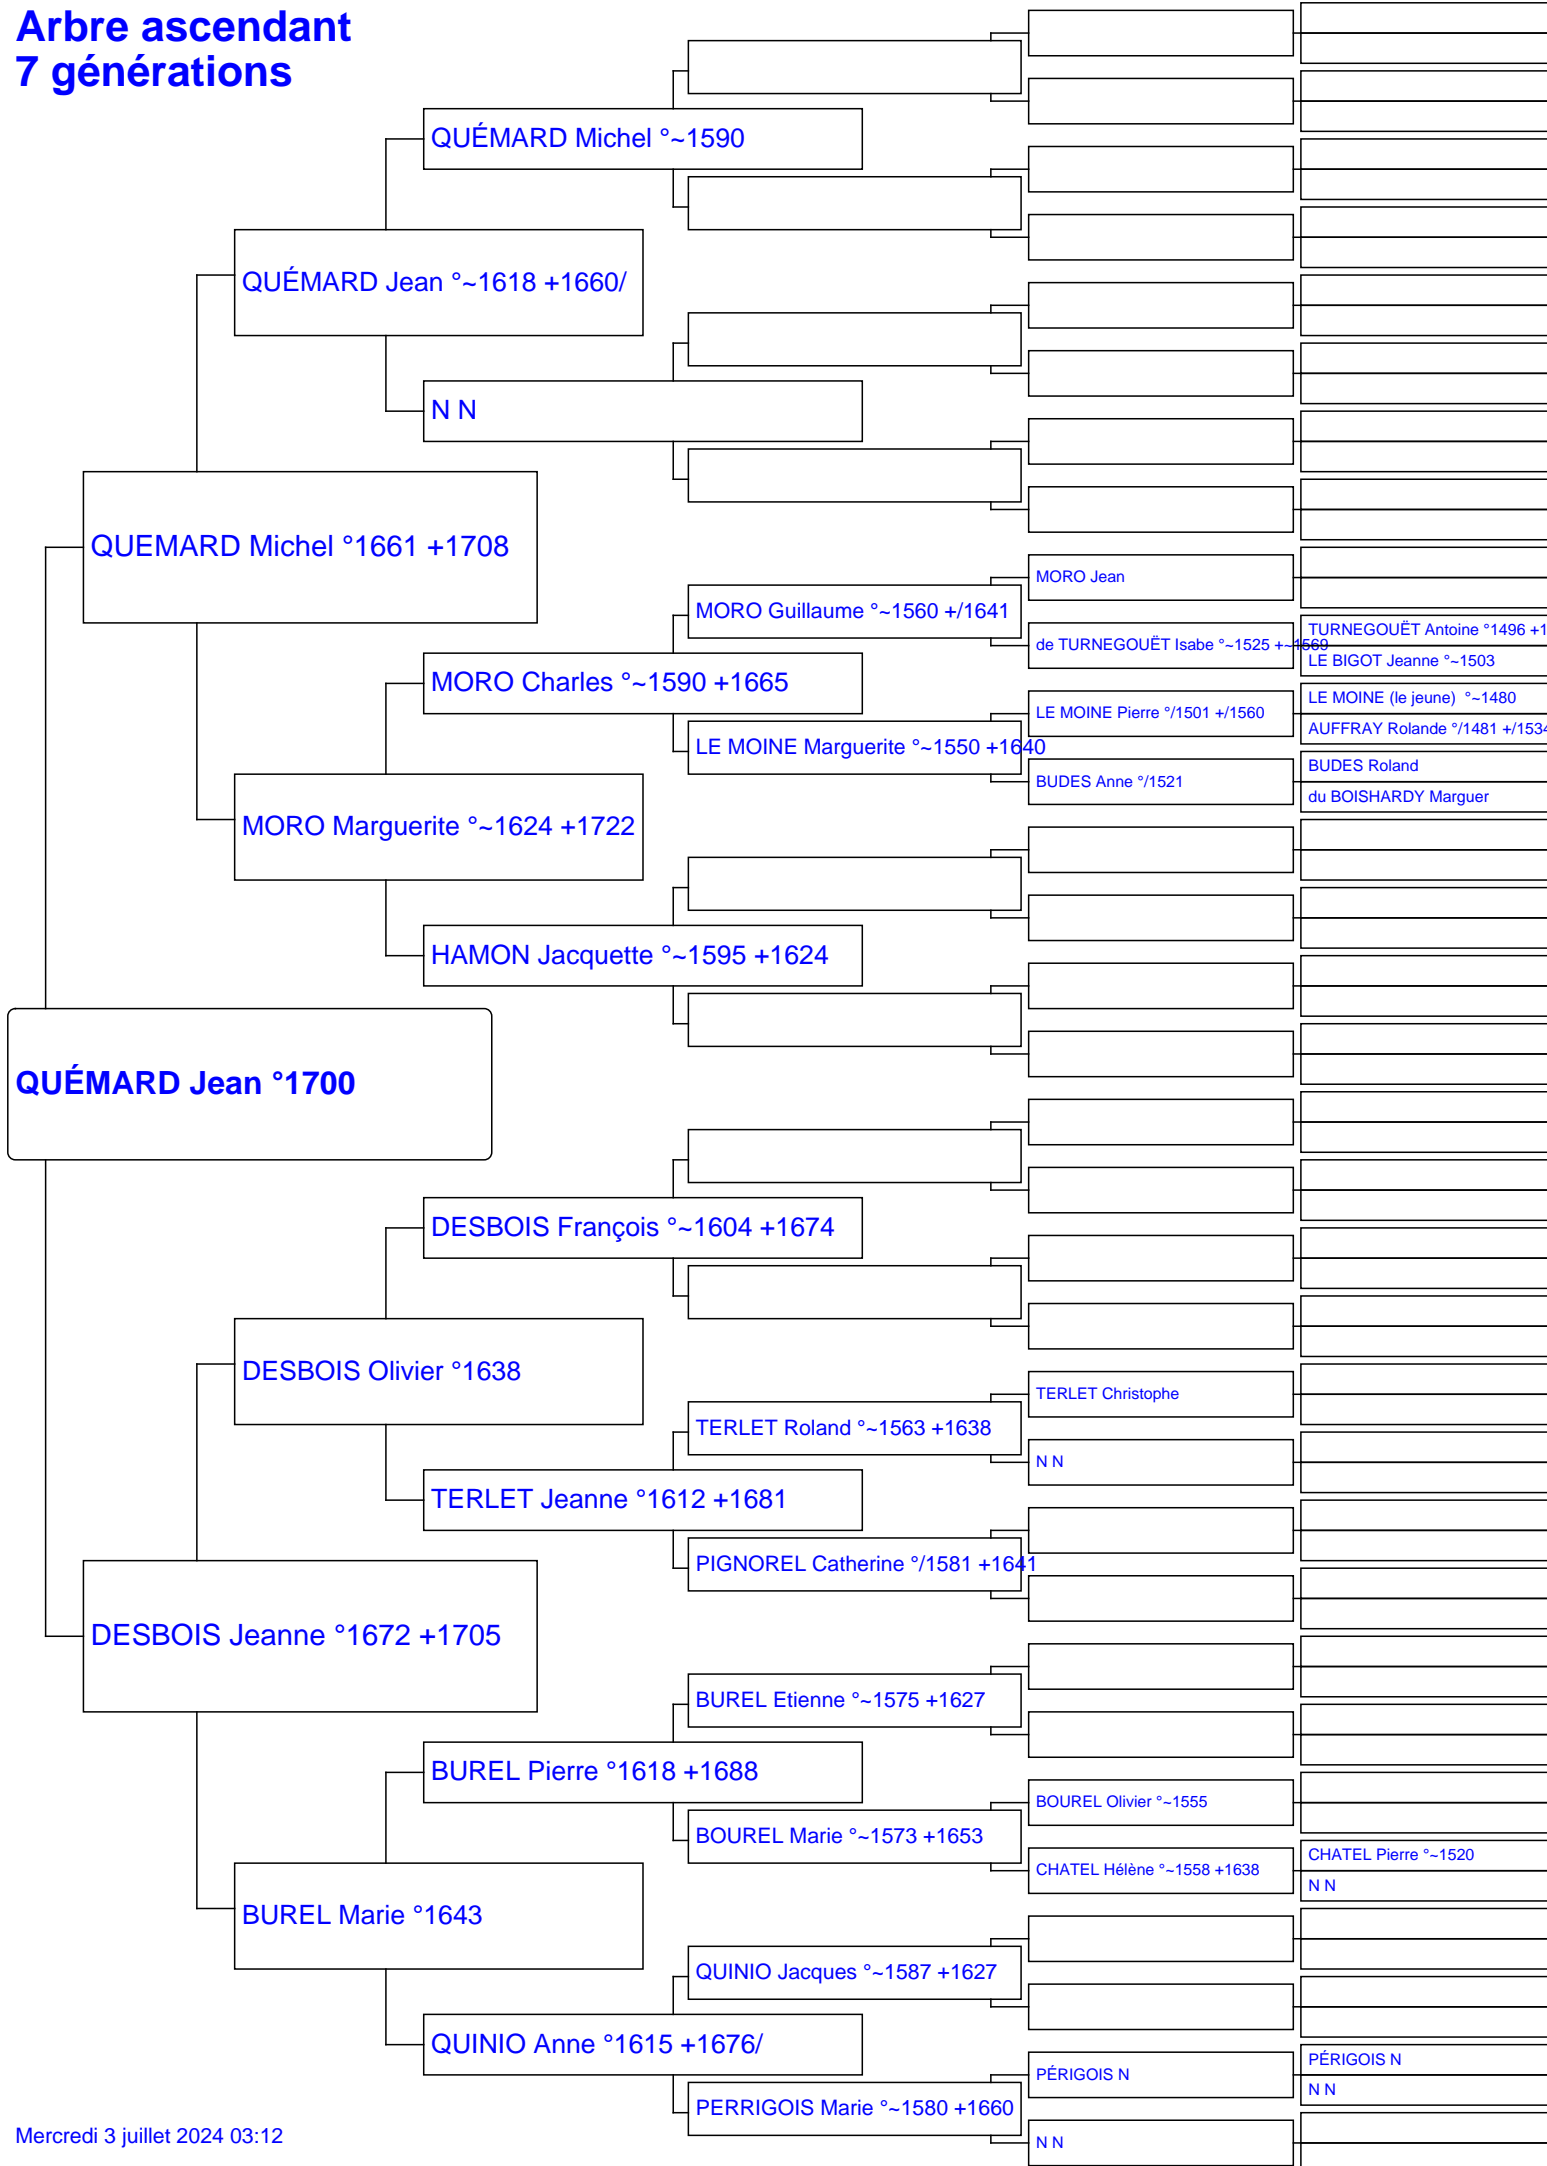 Arbre ascendant
7 générations
QUÉMARD Michel °~1590
QUÉMARD Jean °~1618 +1660/
N N
QUEMARD Michel °1661 +1708
MORO Jean
MORO Guillaume °~1560 +/1641
TURNEGOUËT Antoine °1496 +1
de TURNEGOUËT Isabe °~1525 +~1569
LE BIGOT Jeanne °~1503
MORO Charles °~1590 +1665
LE MOINE (le jeune) °~1480
LE MOINE Pierre °/1501 +/1560
AUFFRAY Rolande °/1481 +/1534
LE MOINE Marguerite °~1550 +1640
BUDES Roland
BUDES Anne °/1521
du BOISHARDY Marguer
MORO Marguerite °~1624 +1722
HAMON Jacquette °~1595 +1624
QUÉMARD Jean °1700
DESBOIS François °~1604 +1674
DESBOIS Olivier °1638
TERLET Christophe
TERLET Roland °~1563 +1638
N N
TERLET Jeanne °1612 +1681
PIGNOREL Catherine °/1581 +1641
DESBOIS Jeanne °1672 +1705
BUREL Etienne °~1575 +1627
BUREL Pierre °1618 +1688
BOUREL Olivier °~1555
BOUREL Marie °~1573 +1653
CHATEL Pierre °~1520
CHATEL Hélène °~1558 +1638
N N
BUREL Marie °1643
QUINIO Jacques °~1587 +1627
QUINIO Anne °1615 +1676/
PÉRIGOIS N
PÉRIGOIS N
N N
PERRIGOIS Marie °~1580 +1660
N N
Mercredi 3 juillet 2024 03:12